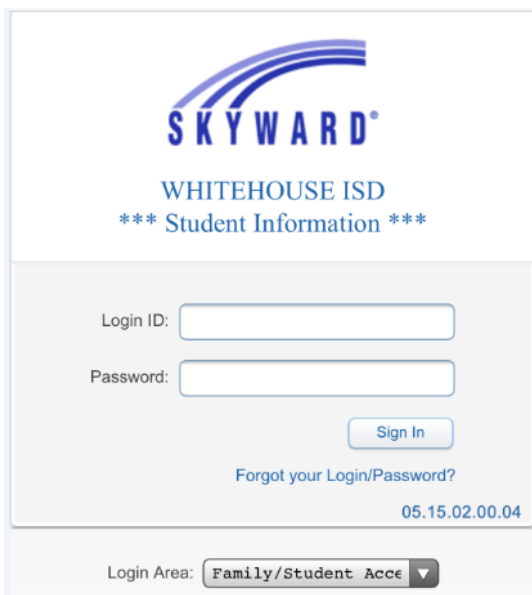 SKYWARD®
WHITEHOUSE ISD
*** Student Information ***
Login ID:
Password:
Sign In
Forgot your Login/Password?
05.15.02.00.04
Login Area: Family/Student Acce